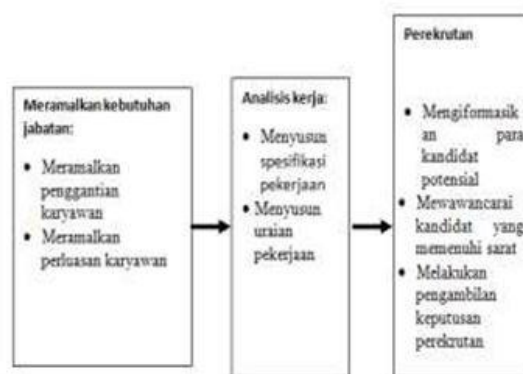 Meramalkan kebutuhan
jabatan:
Meramalkan
penggantian
karyawan
Meramalkan
perluasan karyawan
Analisis kerja:
Menyusun
spesifikasi
pekerjaan
Menyusun
uraian
pekerjaan
Perekrutan
Mengiformasik
an para
kandidat
potensial
Mewawancarai
kandidat yang
memenuhi sarat
Melakukan
pengambilan
keputusan
perekrutan